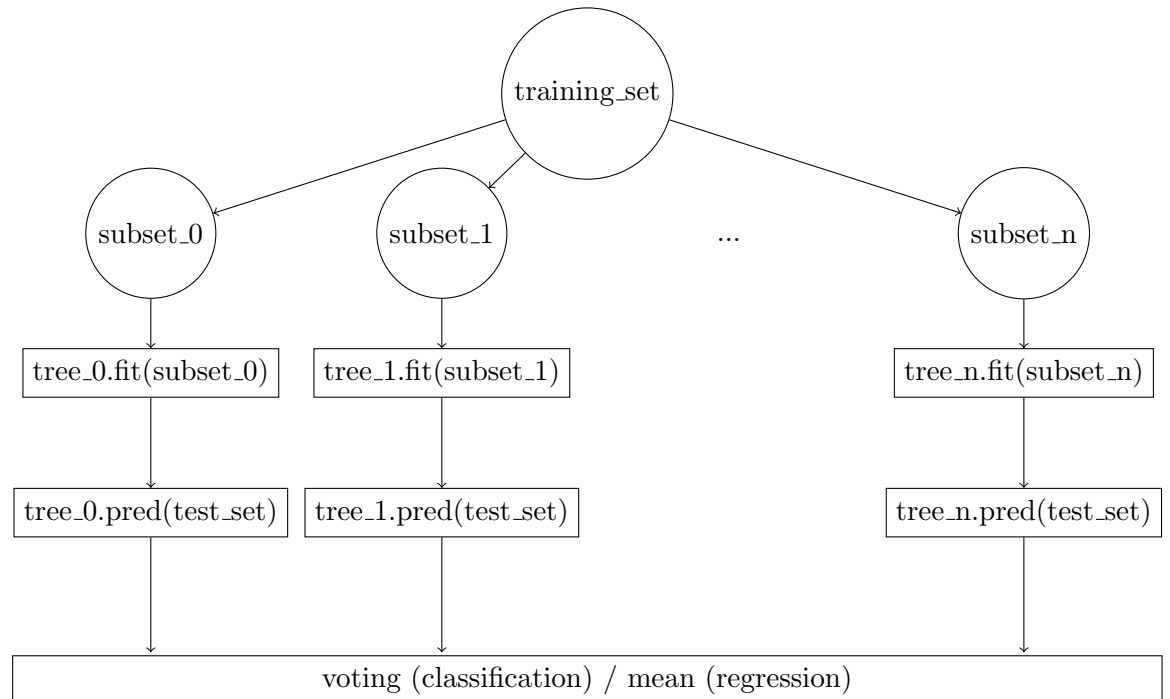 training_set
subset_0 subset_1 ... subset_n
tree_0.fit(subset_0) tree_1.fit(subset_1) tree_n.fit(subset_n)
tree_0.pred(test_set) tree_1.pred(test_set) tree_n.pred(test_set)
voting (classification) / mean (regression)